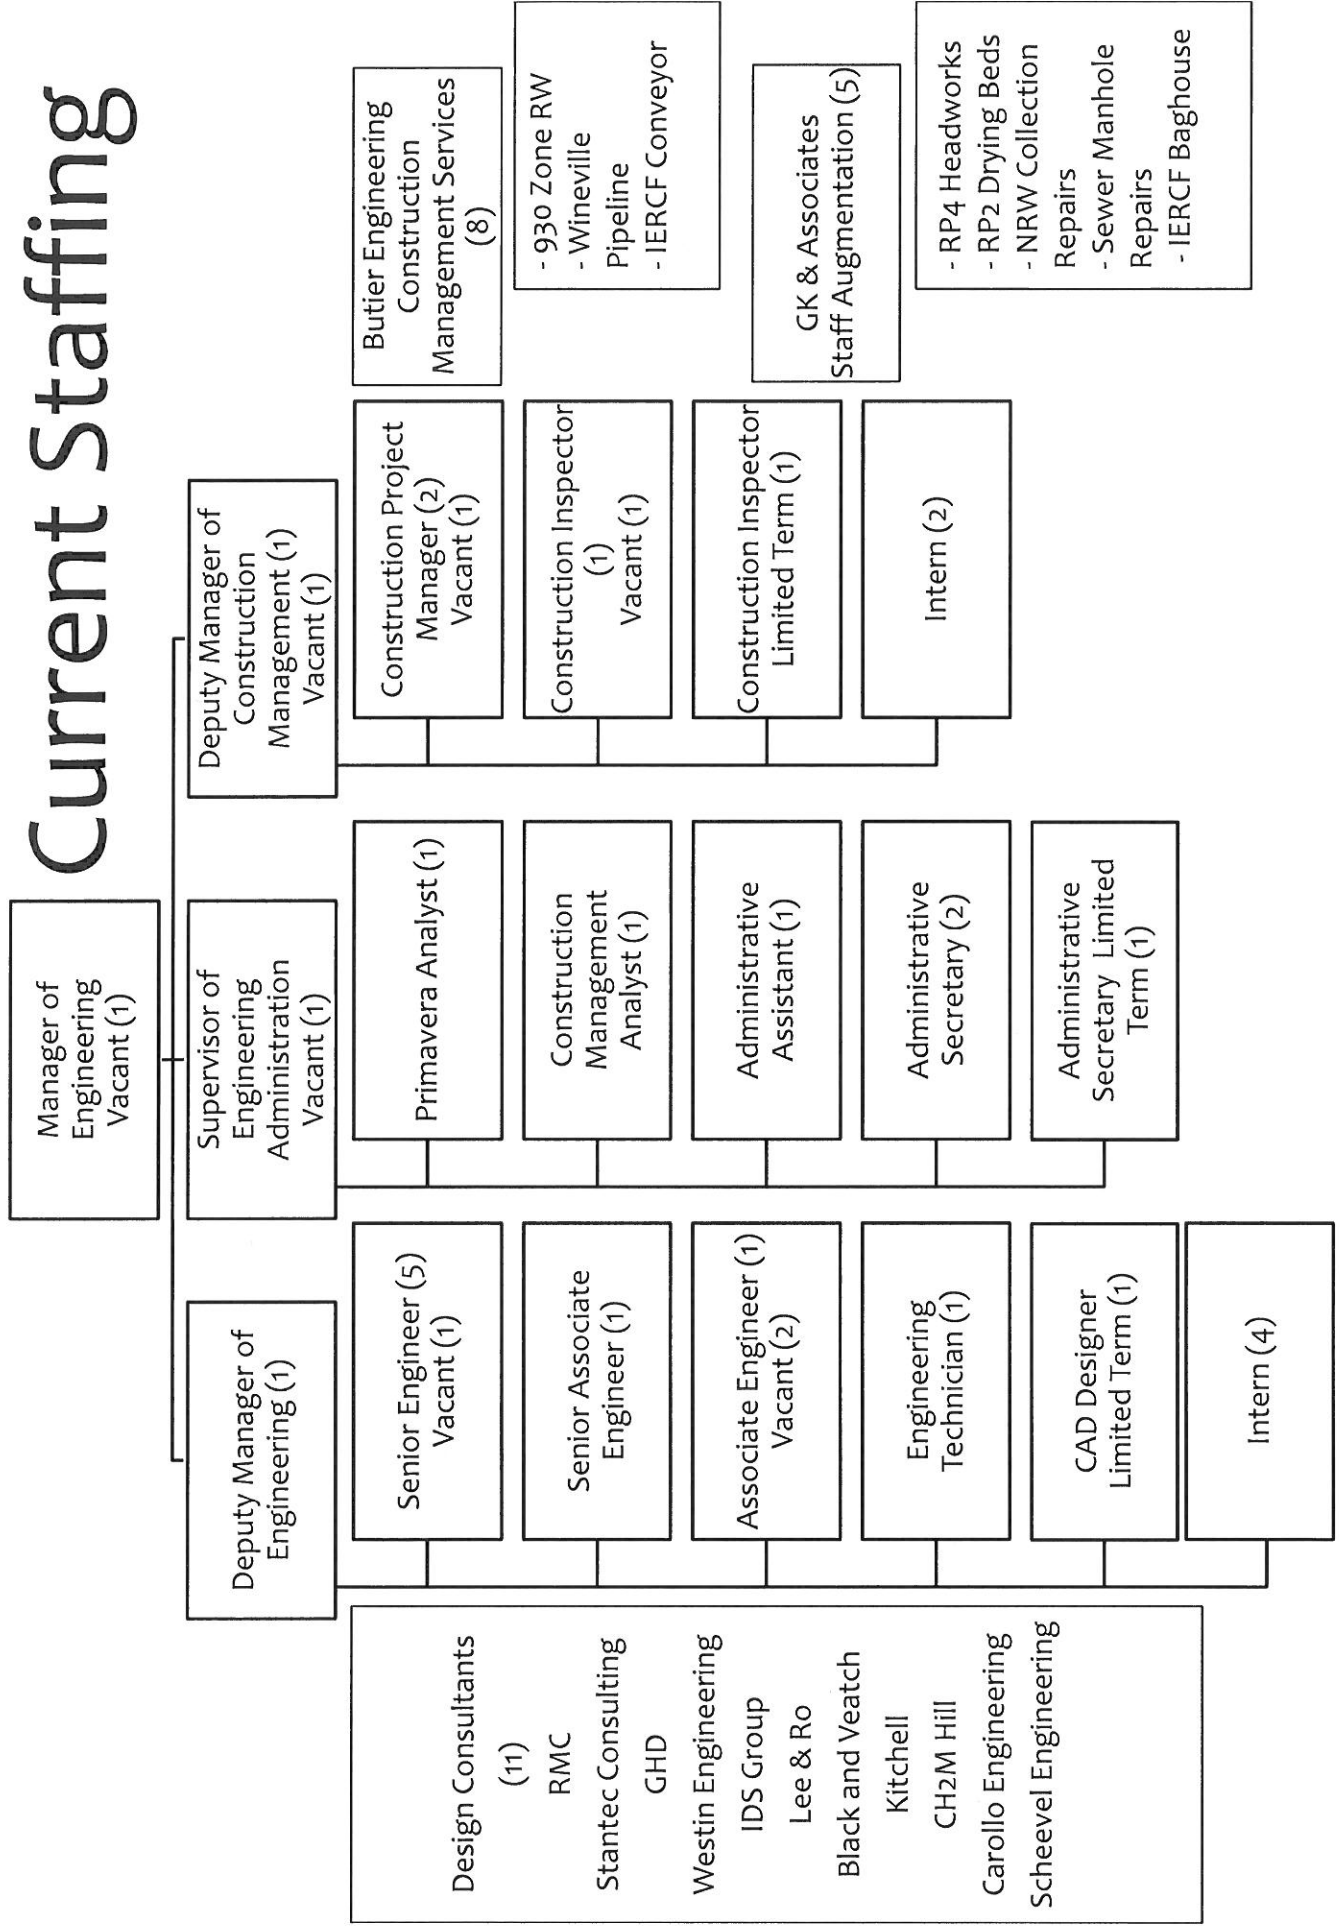 Current Staffing
Manager of
Engineering
Vacant (1)
Deputy Manager of
Engineering (1)
Supervisor of
Engineering
Administration
Vacant (1)
Deputy Manager of
Construction
Management (1)
Vacant (1)
Design Consultants
(11)
RMC
Stantec Consulting
GHD
Westin Engineering
IDS Group
Lee & Ro
Black and Veatch
Kitchell
CH2M Hill
Carollo Engineering
Scheevel Engineering
Senior Engineer (5)
Vacant (1)
Senior Associate
Engineer (1)
Associate Engineer (1)
Vacant (2)
Engineering
Technician (1)
CAD Designer
Limited Term (1)
Intern (4)
Primavera Analyst (1)
Construction
Management
Analyst (1)
Administrative
Assistant (1)
Administrative
Secretary (2)
Administrative
Secretary Limited
Term (1)
Construction Project
Manager (2)
Vacant (1)
Construction Inspector
(1)
Vacant (1)
Construction Inspector
Limited Term (1)
Intern (2)
Butier Engineering
Construction
Management Services
(8)
- 930 Zone RW
- Wineville
Pipeline
- IERCF Conveyor
GK & Associates
Staff Augmentation (5)
- RP4 Headworks
- RP2 Drying Beds
- NRW Collection
Repairs
- Sewer Manhole
Repairs
- IERCF Baghouse